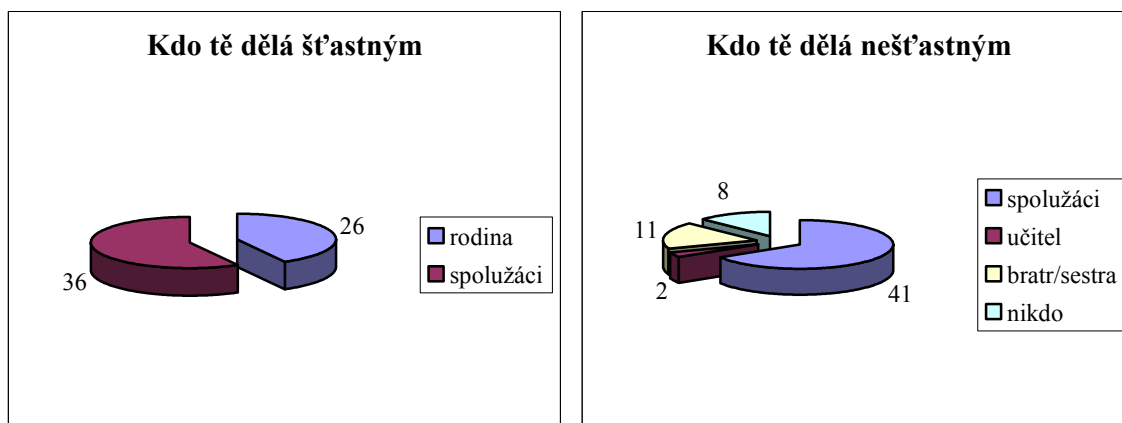 Kdo tě dělá šťastným
26
36
rodina
spolužáci
Kdo tě dělá nešťastným
8
11
2
41
spolužáci
učitel
bratr/sestra
nikdo